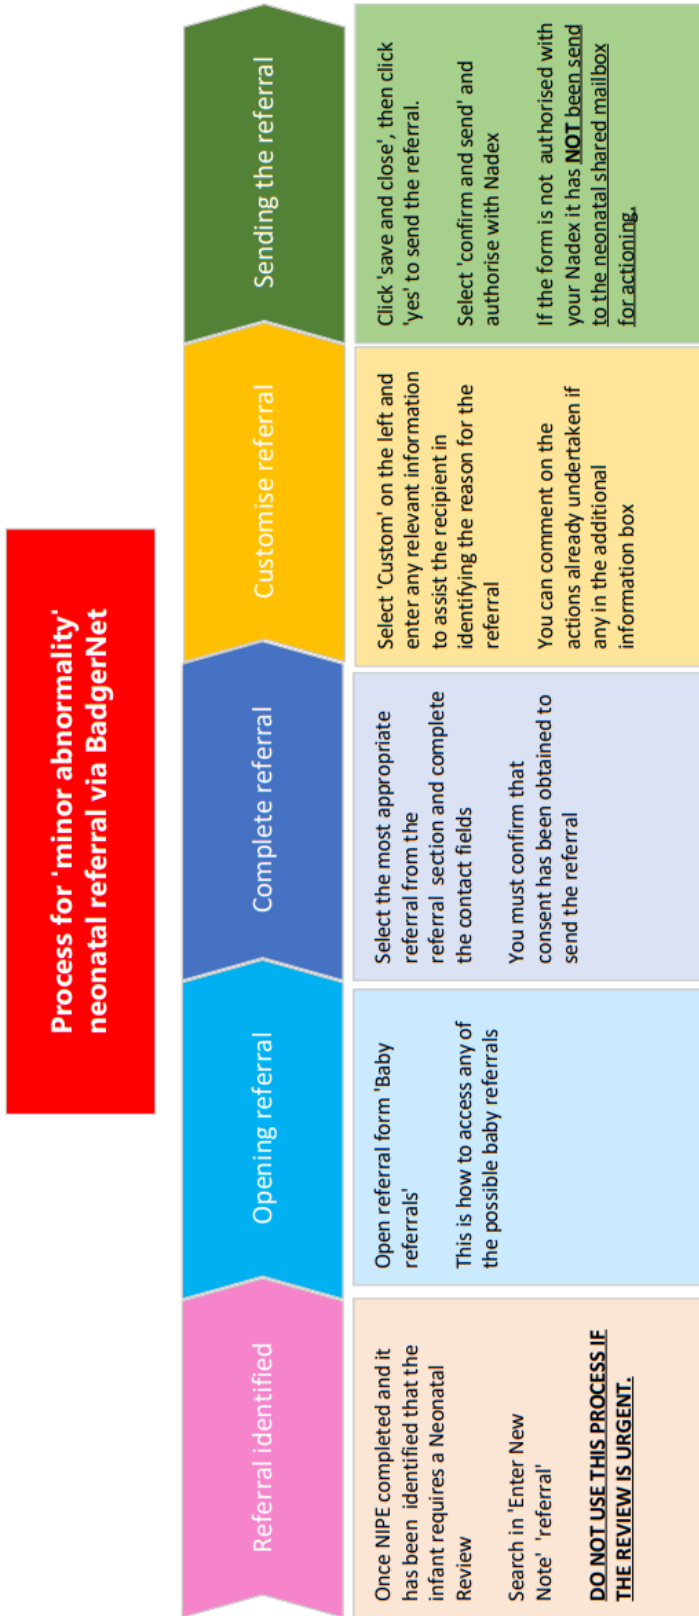 Process for 'minor abnormality'
neonatal referral via BadgerNet
Referral identified
Once NIPE completed and it
has been identified that the
infant requires a Neonatal
Review
Search in 'Enter New
Note' 'referral'
DO NOT USE THIS PROCESS IF
THE REVIEW IS URGENT.
Opening referral
Open referral form 'Baby
referrals'
This is how to access any of
the possible baby referrals
Complete referral
Select the most appropriate
referral from the
referral section and complete
the contact fields
You must confirm that
consent has been obtained to
send the referral
Customise referral
Select 'Custom' on the left and
enter any relevant information
to assist the recipient in
identifying the reason for the
referral
You can comment on the
actions already undertaken if
any in the additional
information box
Sending the referral
Click 'save and close', then click
'yes' to send the referral.
Select 'confirm and send' and
authorise with Nadex
If the form is not authorised with
your Nadex it has NOT been send
to the neonatal shared mailbox
for actioning.